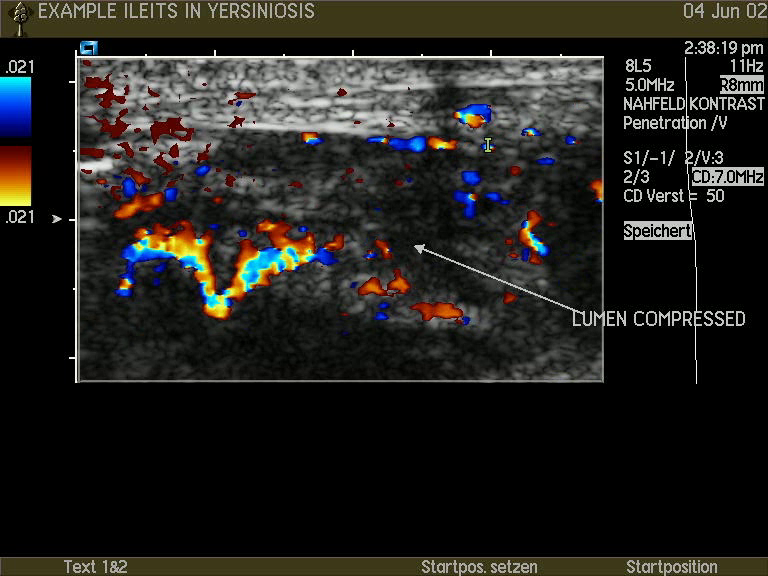 EXAMPLE ILEITS IN YERSINIOSIS
04 Jun 02
2:38:19 pm
.021
.021
8L5 11Hz
5.0MHz R8mm
NAHFELD KONTRAST
Penetration /V
S1/-1/ 2/V:3
2/3 CD:7.0MHz
CD Verst = 50
Speichert
LUMEN COMPRESSED
Text 1&2
Startpos. setzen
Startposition